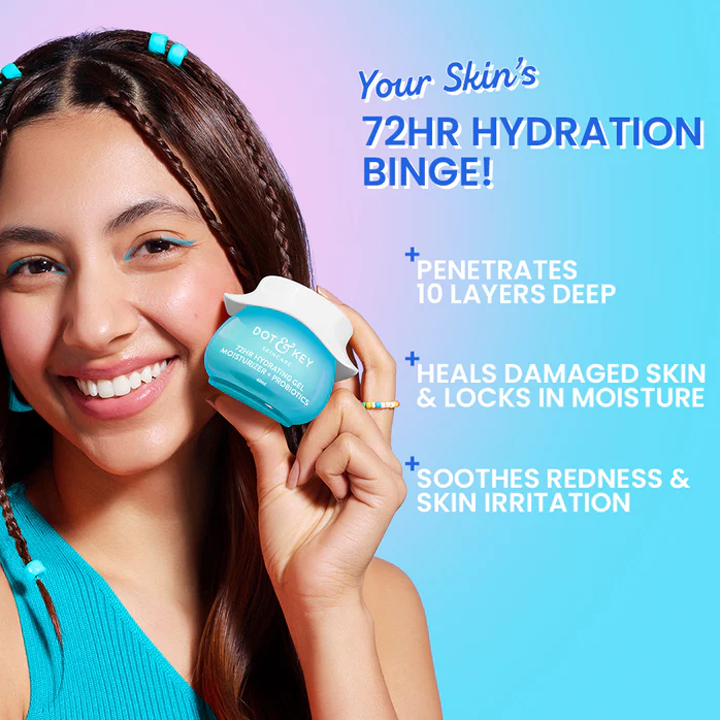 Your Skin's
72HR HYDRATION
BINGE!
+PENETRATES
10 LAYERS DEEP
+HEALS DAMAGED SKIN
& LOCKS IN MOISTURE
+SOOTHES REDNESS &
SKIN IRRITATION
DOT & KEY
SKINCARE
72HR HYDRATING GEL
MOISTURIZER + PROBIOTICS
60ml